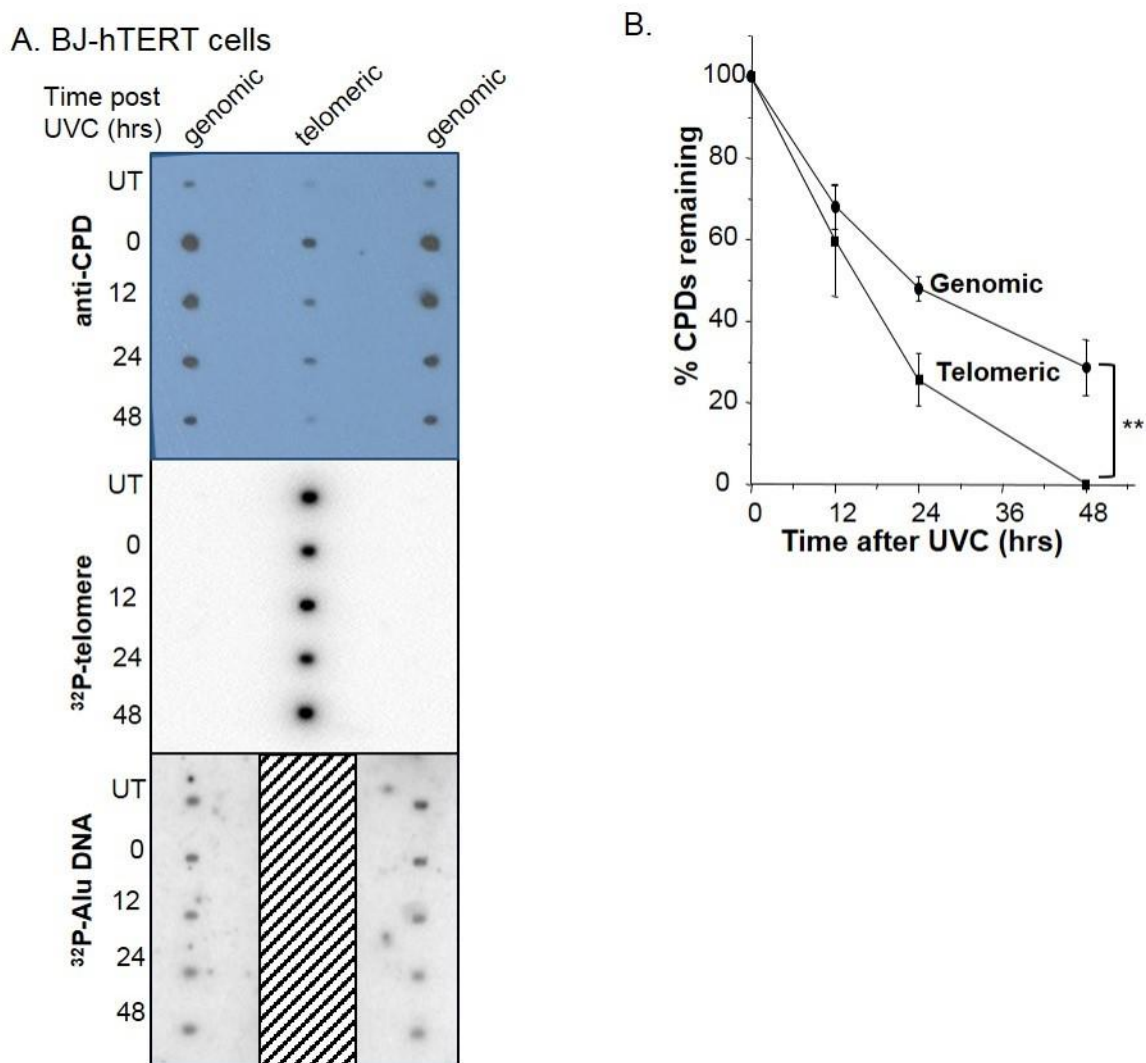 A. BJ-hTERT cells
Time post
UVC (hrs)
genomic
telomeric
genomic
anti-CPD
UT
0
12
24
48
³²P-telomere
UT
0
12
24
48
³²P-Alu DNA
UT
0
12
24
48
B.
% CPDs remaining
100
80
60
40
20
0
Genomic
Telomeric
**
0 12 24 36 48
Time after UVC (hrs)